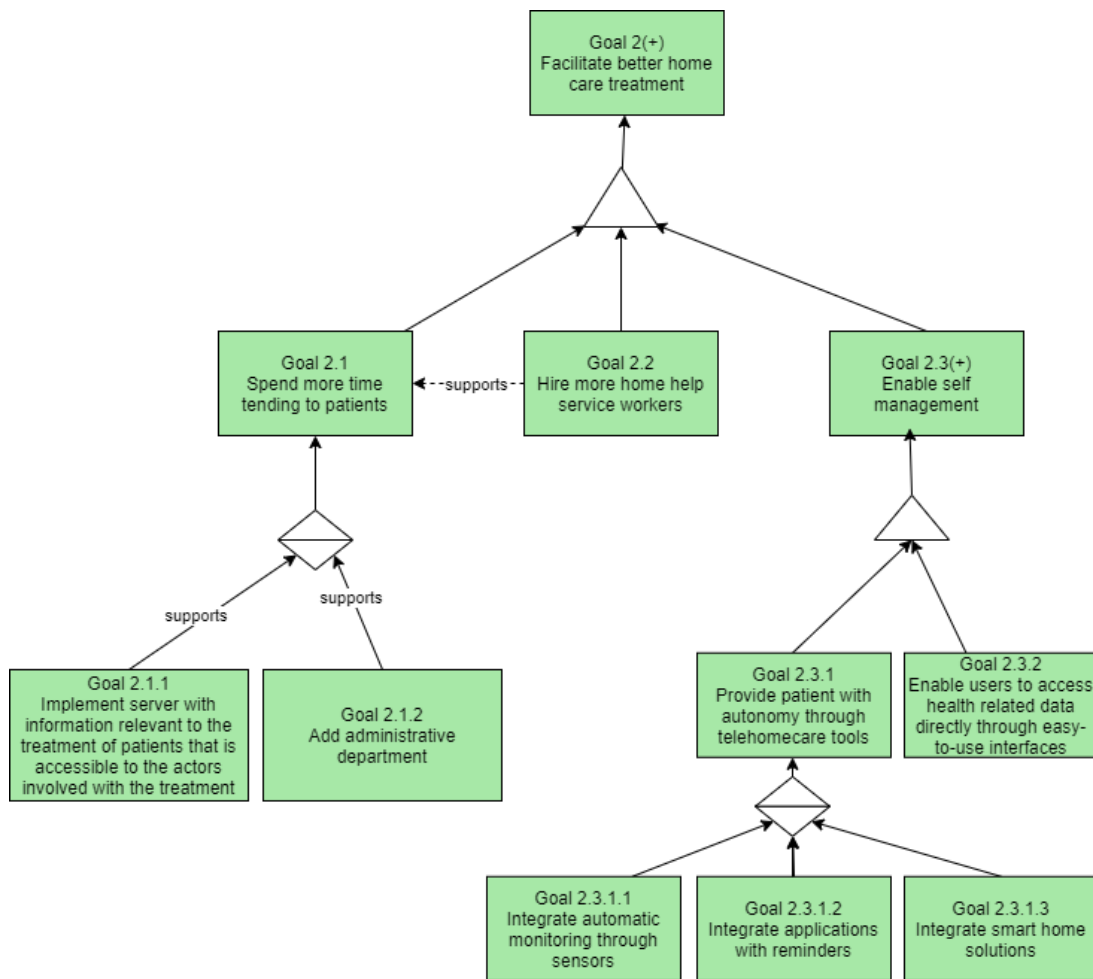 Goal 2(+)
Facilitate better home
care treatment
Goal 2.1
Spend more time
tending to patients
supports
Goal 2.2
Hire more home help
service workers
Goal 2.3(+)
Enable self
management
supports
supports
Goal 2.1.1
Implement server with
information relevant to the
treatment of patients that is
accessible to the actors
involved with the treatment
Goal 2.1.2
Add administrative
department
Goal 2.3.1
Provide patient with
autonomy through
telehomecare tools
Goal 2.3.2
Enable users to access
health related data
directly through easy-
to-use interfaces
Goal 2.3.1.1
Integrate automatic
monitoring through
sensors
Goal 2.3.1.2
Integrate applications
with reminders
Goal 2.3.1.3
Integrate smart home
solutions